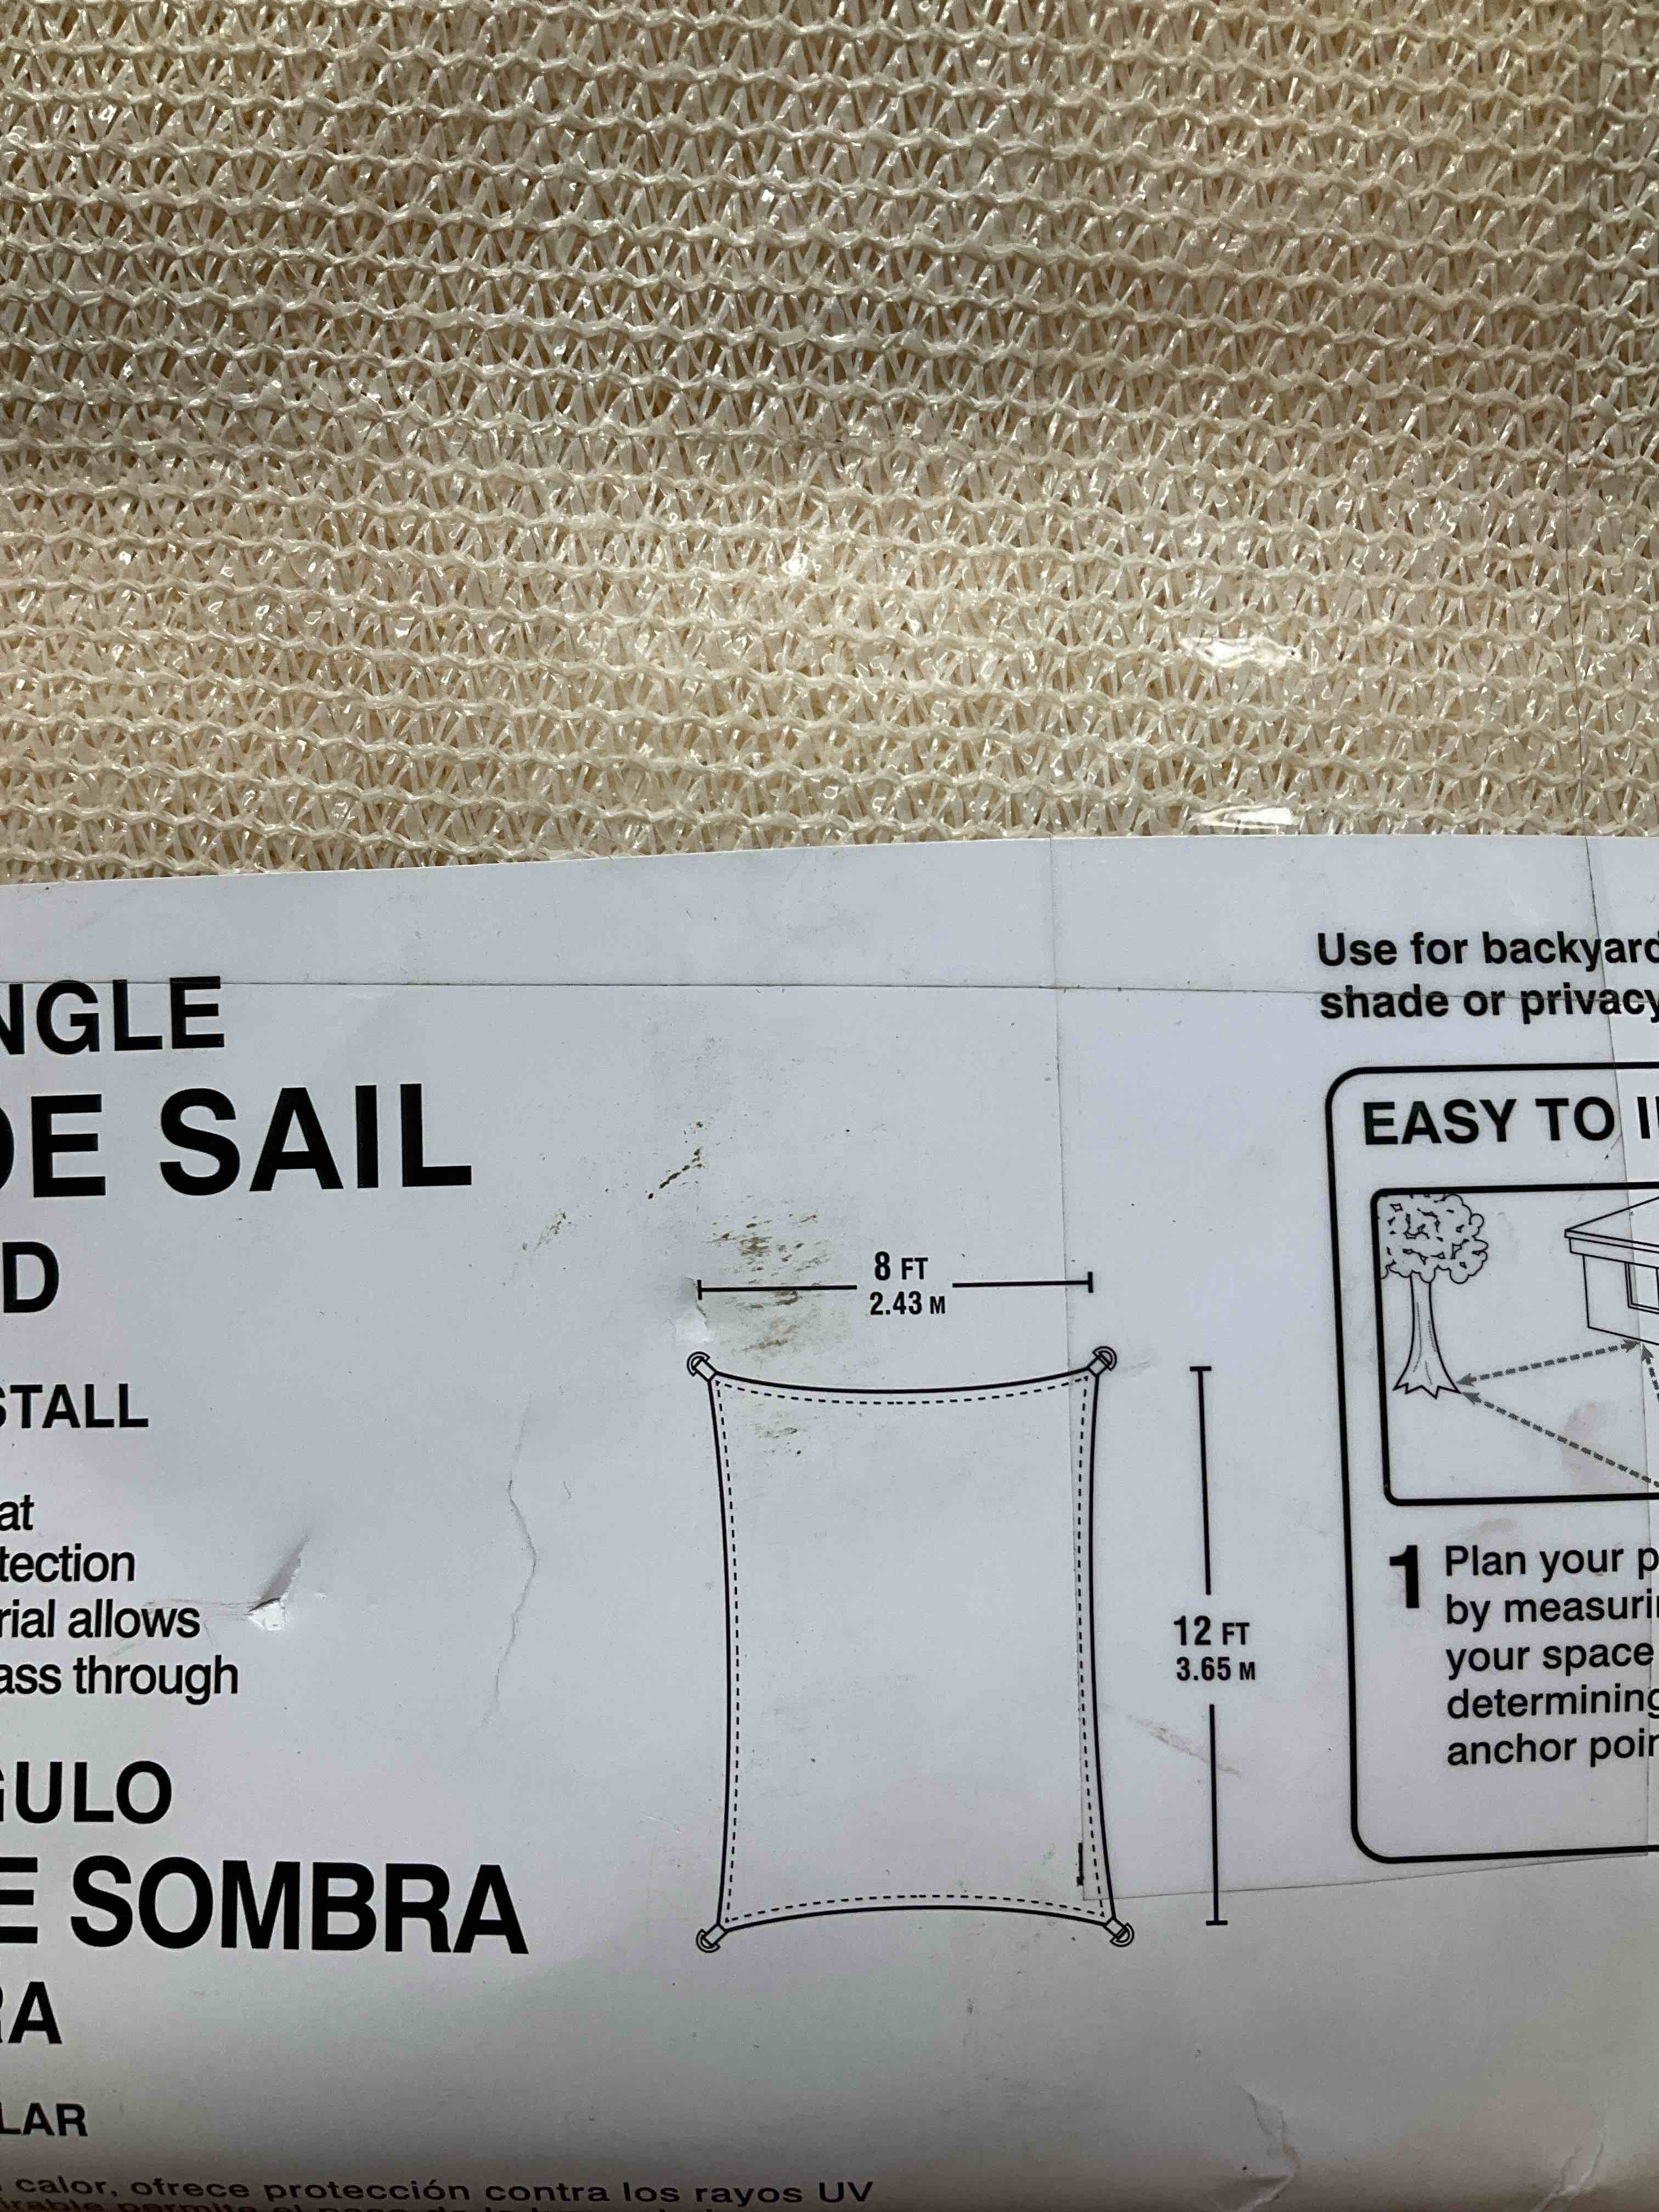 NGLE
DE SAIL
D
STALL
at
tection
rial allows
ass through
GULO
E SOMBRA
RA
LAR
calor, ofrece protección contra los rayos UV
8 FT
2.43 M
12 FT
3.65 M
Use for backyard
shade or privacy
EASY TO I
1 Plan your p
by measuri
your space
determining
anchor poin